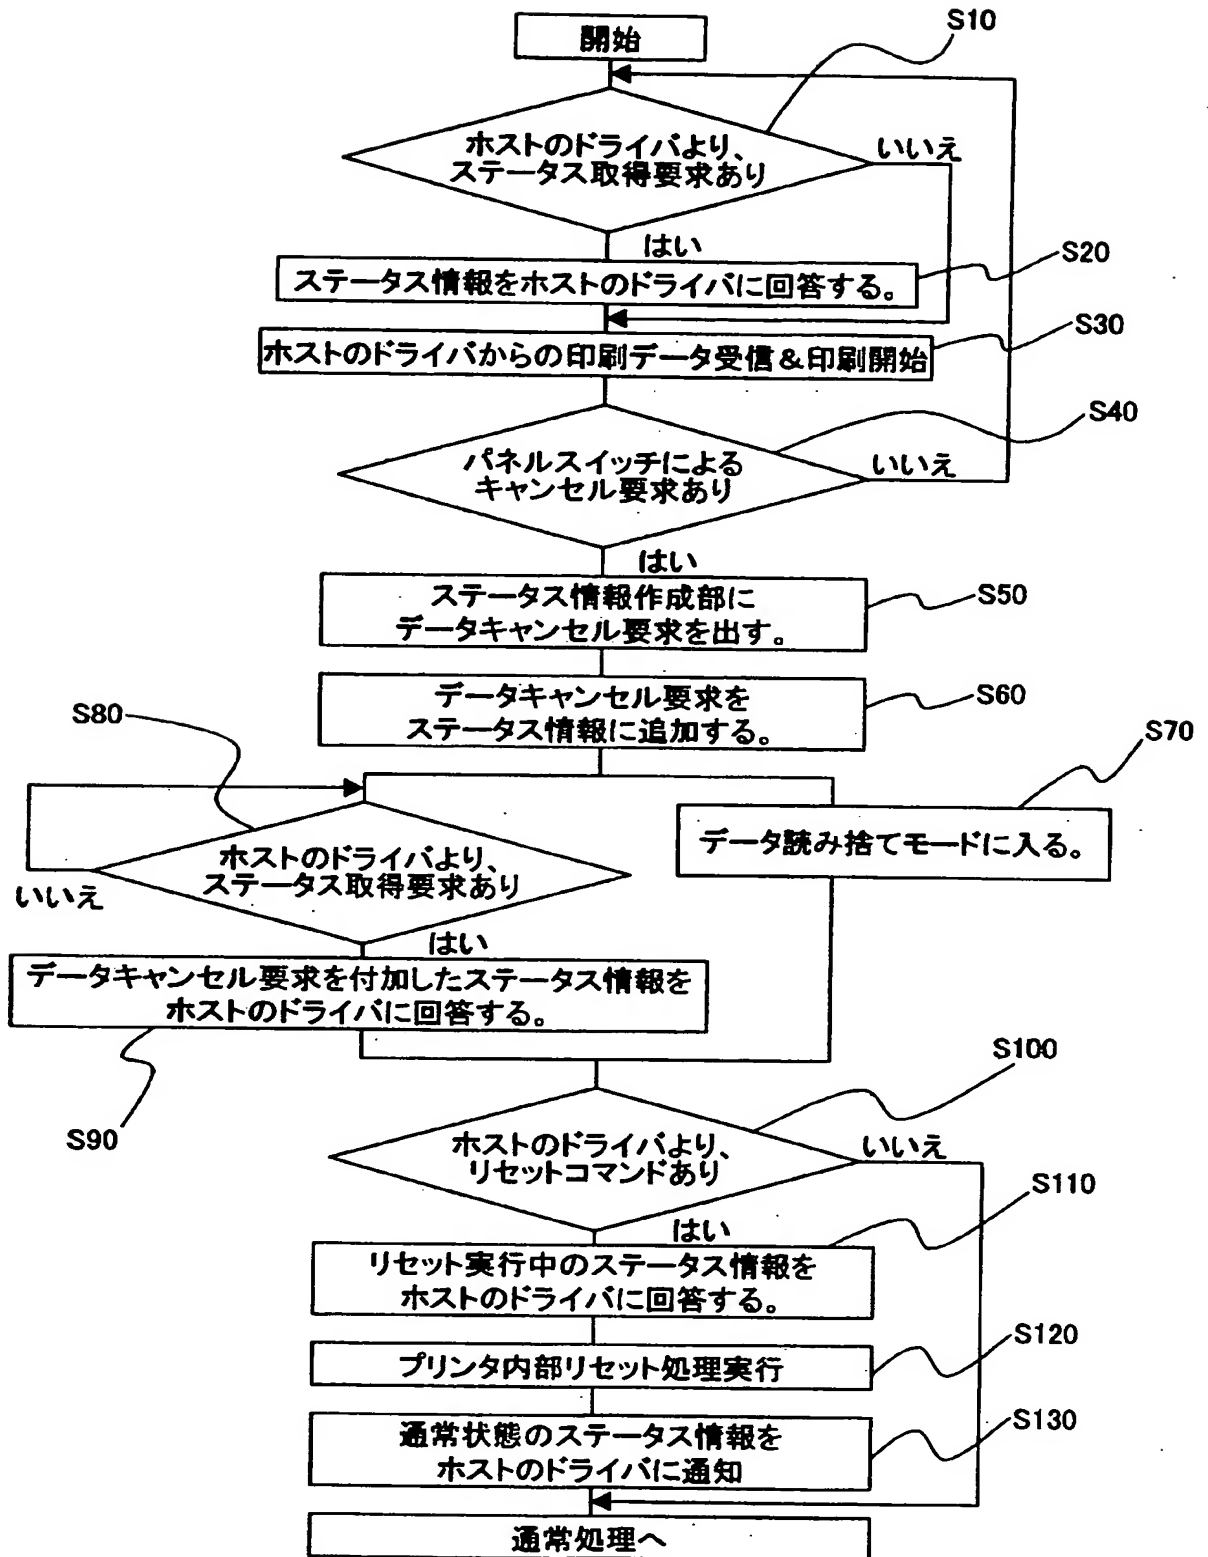 開始
S10
ホストのドライバより、
ステータス取得要求あり
いいえ
はい
S20
ステータス情報をホストのドライバに回答する。
S30
ホストのドライバからの印刷データ受信&印刷開始
S40
パネルスイッチによる
キャンセル要求あり
いいえ
はい
ステータス情報作成部に
データキャンセル要求を出す。
S50
データキャンセル要求を
ステータス情報に追加する。
S60
S80
S70
ホストのドライバより、
ステータス取得要求あり
いいえ
はい
データ読み捨てモードに入る。
データキャンセル要求を付加したステータス情報を
ホストのドライバに回答する。
S90
S100
ホストのドライバより、
リセットコマンドあり
いいえ
はい
S110
リセット実行中のステータス情報を
ホストのドライバに回答する。
S120
プリンタ内部リセット処理実行
S130
通常状態のステータス情報を
ホストのドライバに通知
通常処理へ